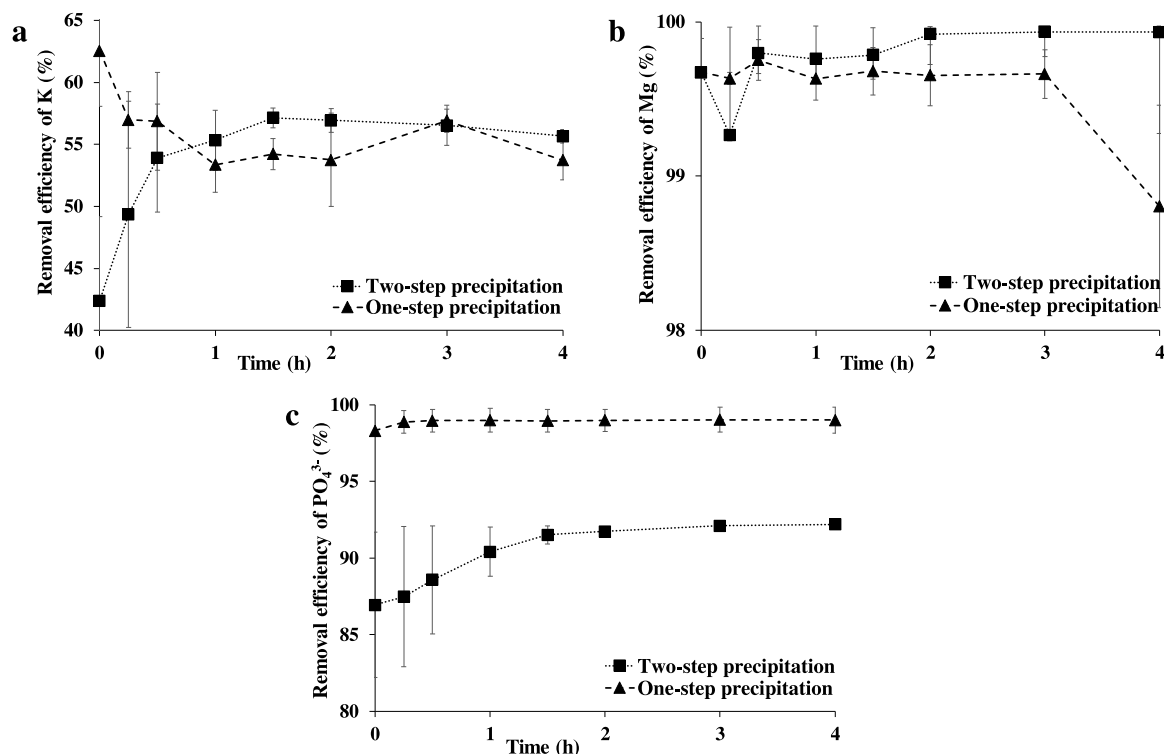 a
Removal efficiency of K (%)
70
65
60
55
50
45
40
0
1
2
3
4
Time (h)
Two-step precipitation
One-step precipitation
b
Removal efficiency of Mg (%)
100
99
98
0
1
2
3
4
Time (h)
Two-step precipitation
One-step precipitation
c
Removal efficiency of PO₄³⁻ (%)
100
95
90
85
80
0
1
2
3
4
Time (h)
Two-step precipitation
One-step precipitation